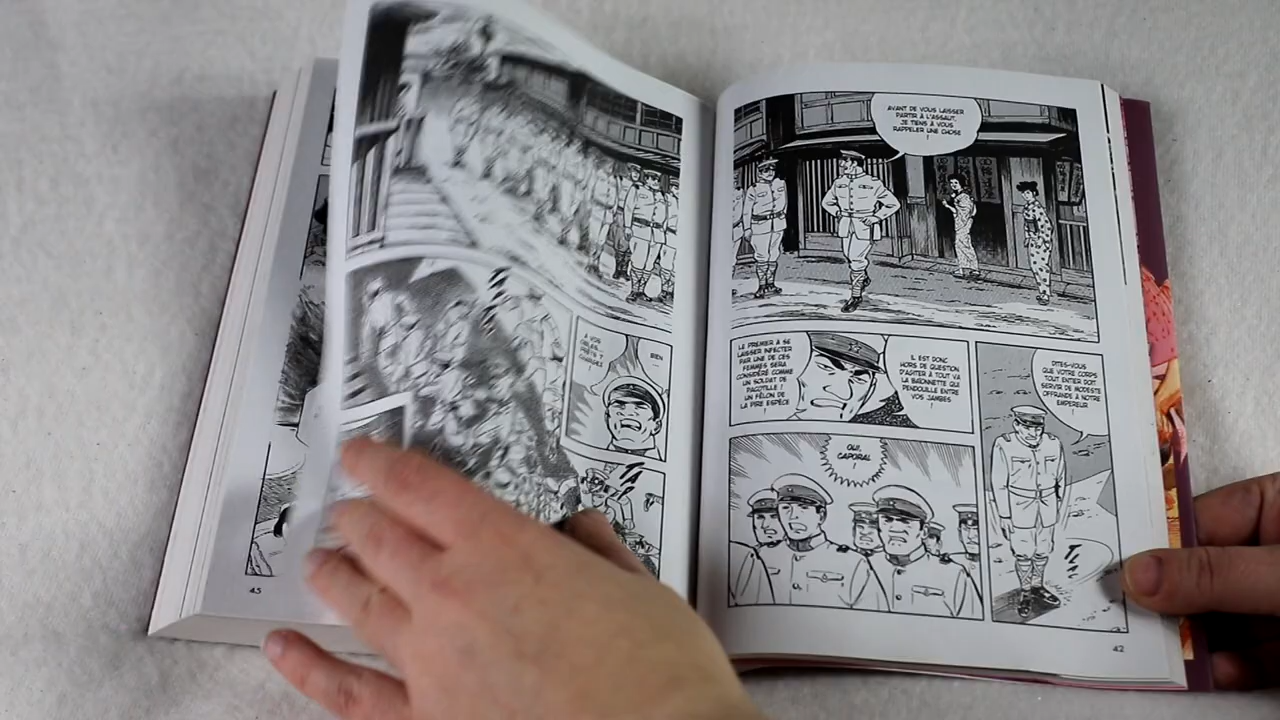 AVANT DE VOUS LAISSER
PARTIR À L'ASSAUT,
JE TIENS À VOUS
RAPPELER UNE CHOSE
!
LE PREMIER À SE
LAISSER INFECTER
PAR UNE DE CES
FEMMES SERA
CONSIDÉRÉ COMME
UN SOLDAT DE
PACOTILLE !
UN FÉLON DE
LA PIRE ESPÈCE
!
IL EST DONC
HORS DE QUESTION
D'AGITER À TOUT VA
LA BAÏONNETTE QUI
PENDOUILLE ENTRE
VOS JAMBES
!
DITES-VOUS
QUE VOTRE CORPS
TOUT ENTIER DOIT
SERVIR DE MODESTE
OFFRANDE À NOTRE
EMPEREUR
!
OUI,
CAPORAL
!
42
BIEN
À VOS
45